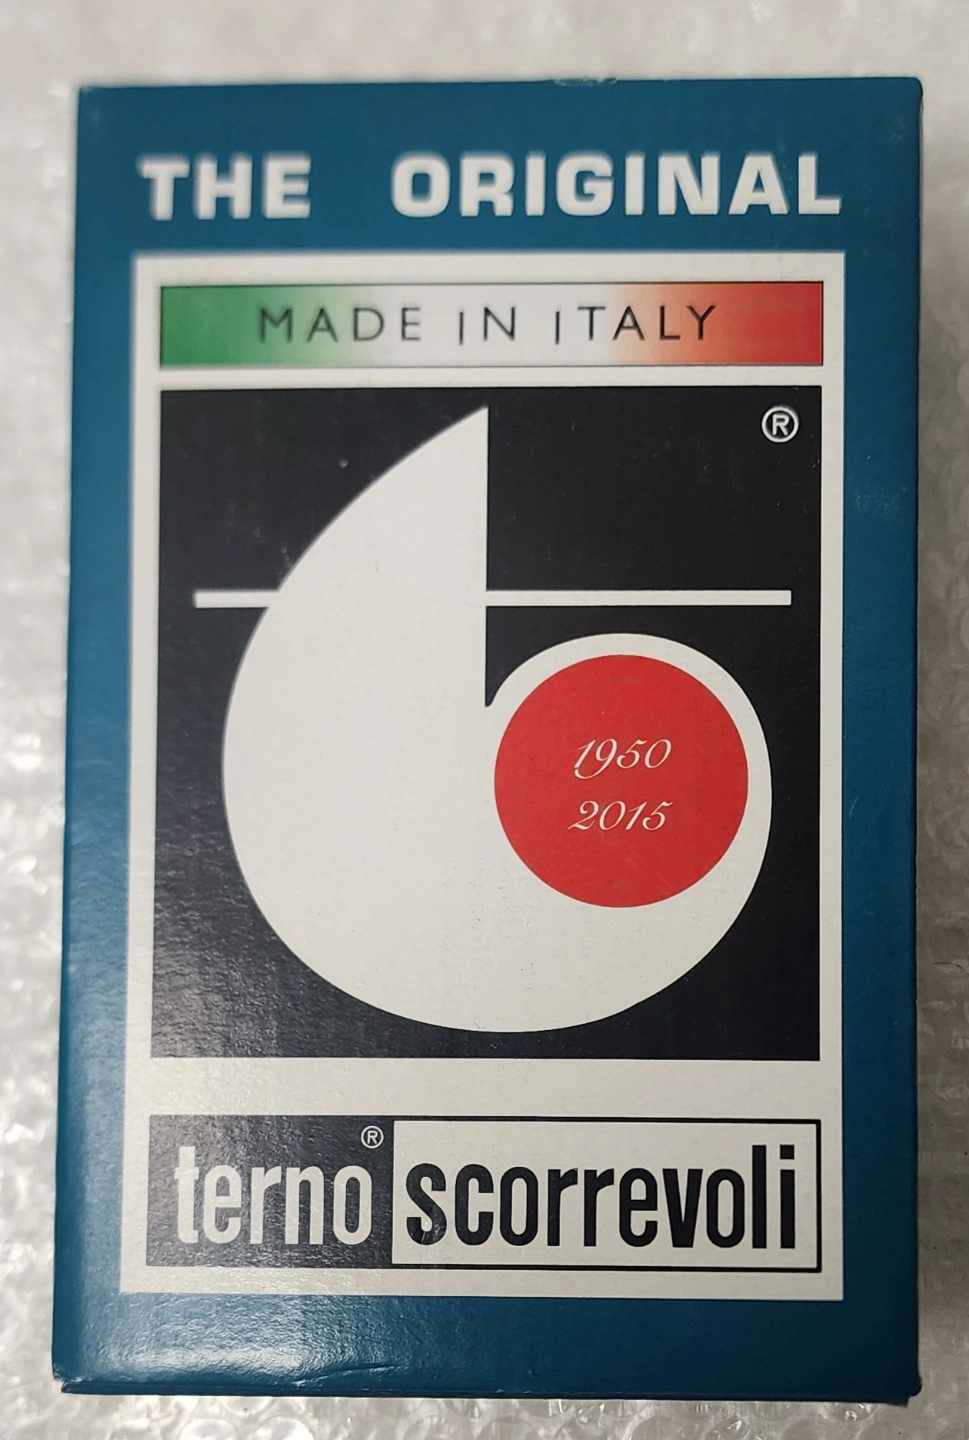 THE ORIGINAL
MADE IN ITALY
®
1950
2015
terno® scorrevoli